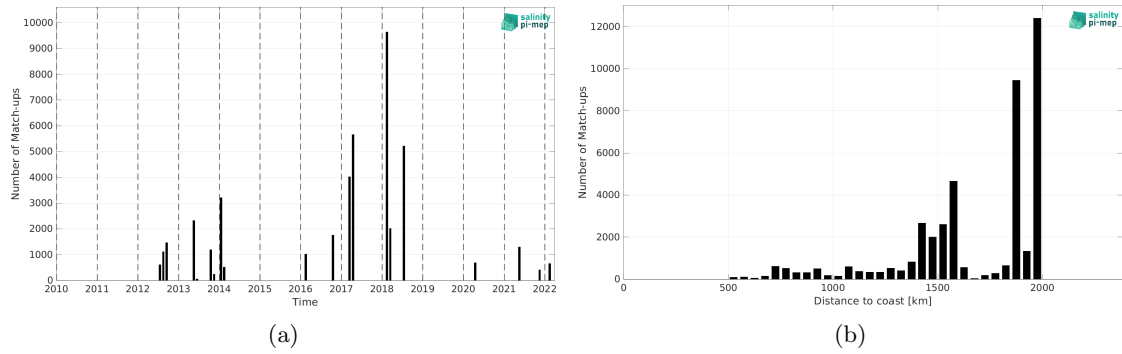 10000
9000
8000
7000
6000
5000
4000
3000
2000
1000
0
Number of Match-ups
2010 2011 2012 2013 2014 2015 2016 2017 2018 2019 2020 2021 2022
Time
salinity
pi-mep
(a)
12000
10000
8000
6000
4000
2000
0
Number of Match-ups
0 500 1000 1500 2000
Distance to coast [km]
salinity
pi-mep
(b)